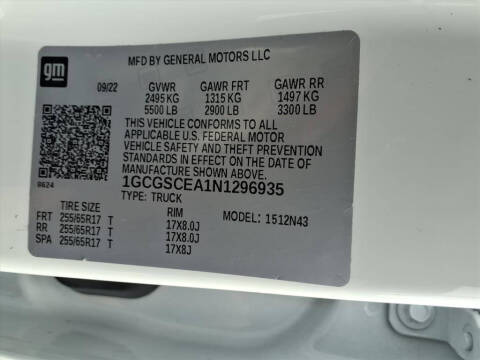 gm
MFD BY GENERAL MOTORS LLC
09/22 GVWR GAWR FRT GAWR RR
2495 KG 1315 KG 1497 KG
5500 LB 2900 LB 3300 LB
THIS VEHICLE CONFORMS TO ALL
APPLICABLE U.S. FEDERAL MOTOR
VEHICLE SAFETY AND THEFT PREVENTION
STANDARDS IN EFFECT ON THE DATE OF
MANUFACTURE SHOWN ABOVE.
8624 1GCGSCEA1N1296935
TYPE: TRUCK
TIRE SIZE RIM MODEL: 1512N43
FRT 255/65R17 T 17X8.0J
RR 255/65R17 T 17X8.0J
SPA 255/65R17 T 17X8J